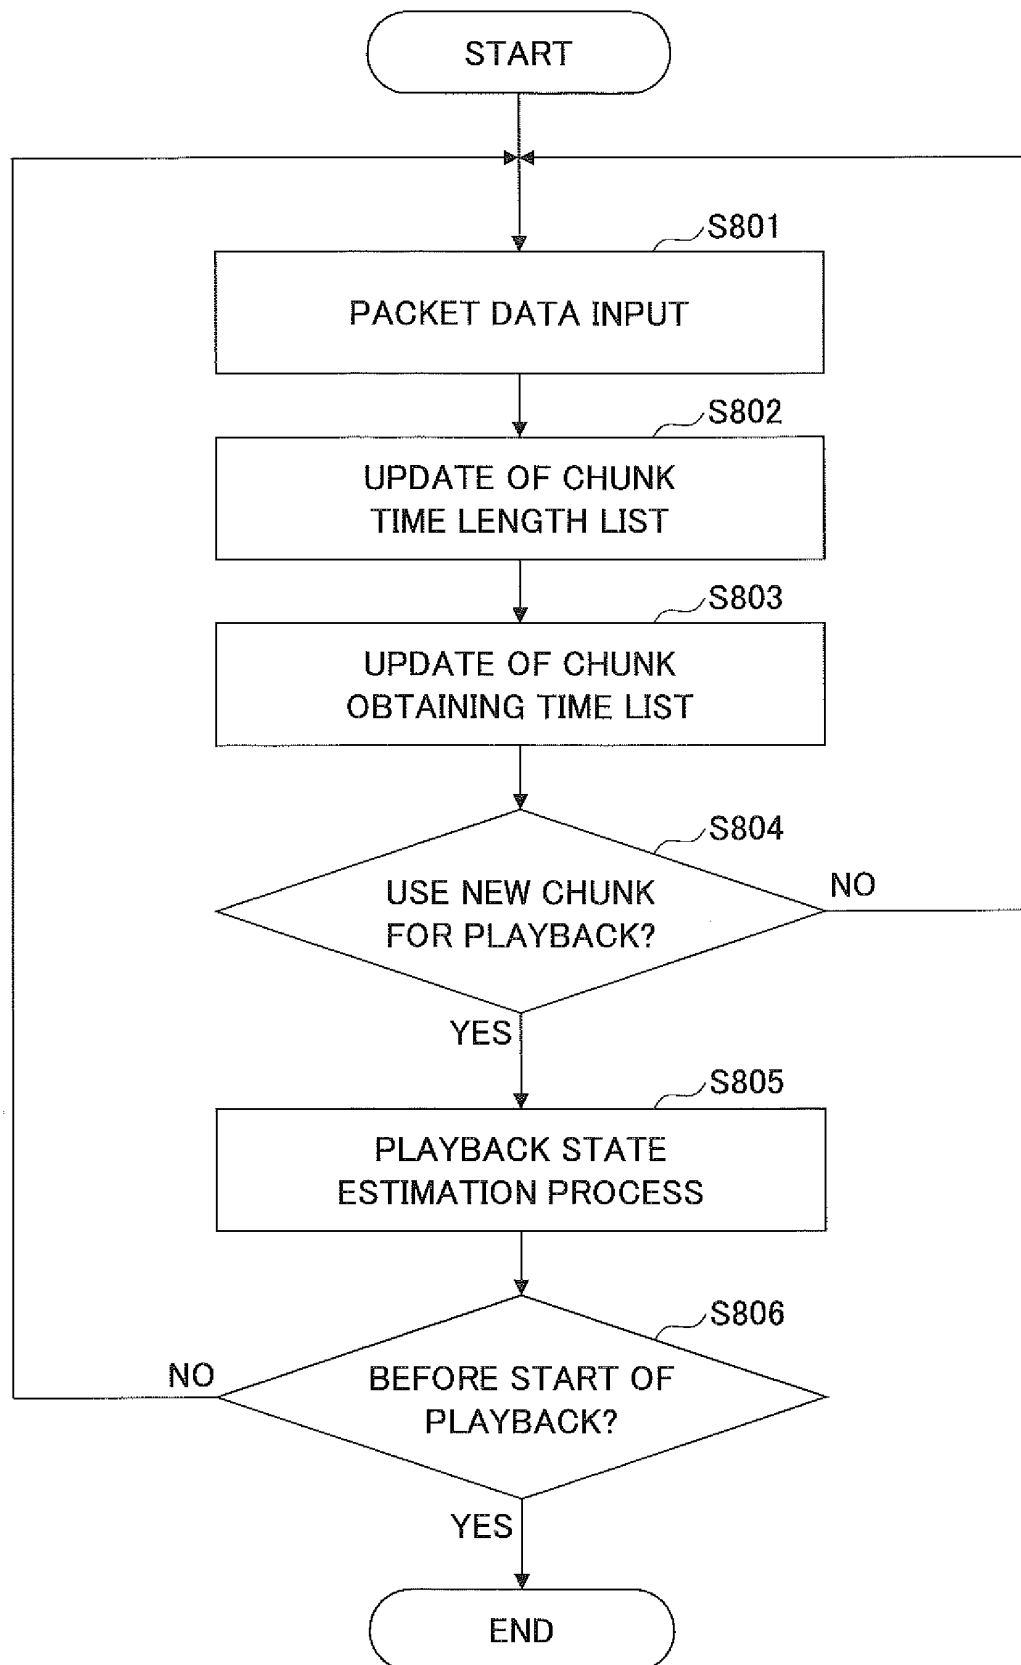 START
S801
PACKET DATA INPUT
S802
UPDATE OF CHUNK
TIME LENGTH LIST
S803
UPDATE OF CHUNK
OBTAINING TIME LIST
S804
USE NEW CHUNK
FOR PLAYBACK?
NO
YES
S805
PLAYBACK STATE
ESTIMATION PROCESS
S806
NO
BEFORE START OF
PLAYBACK?
YES
END